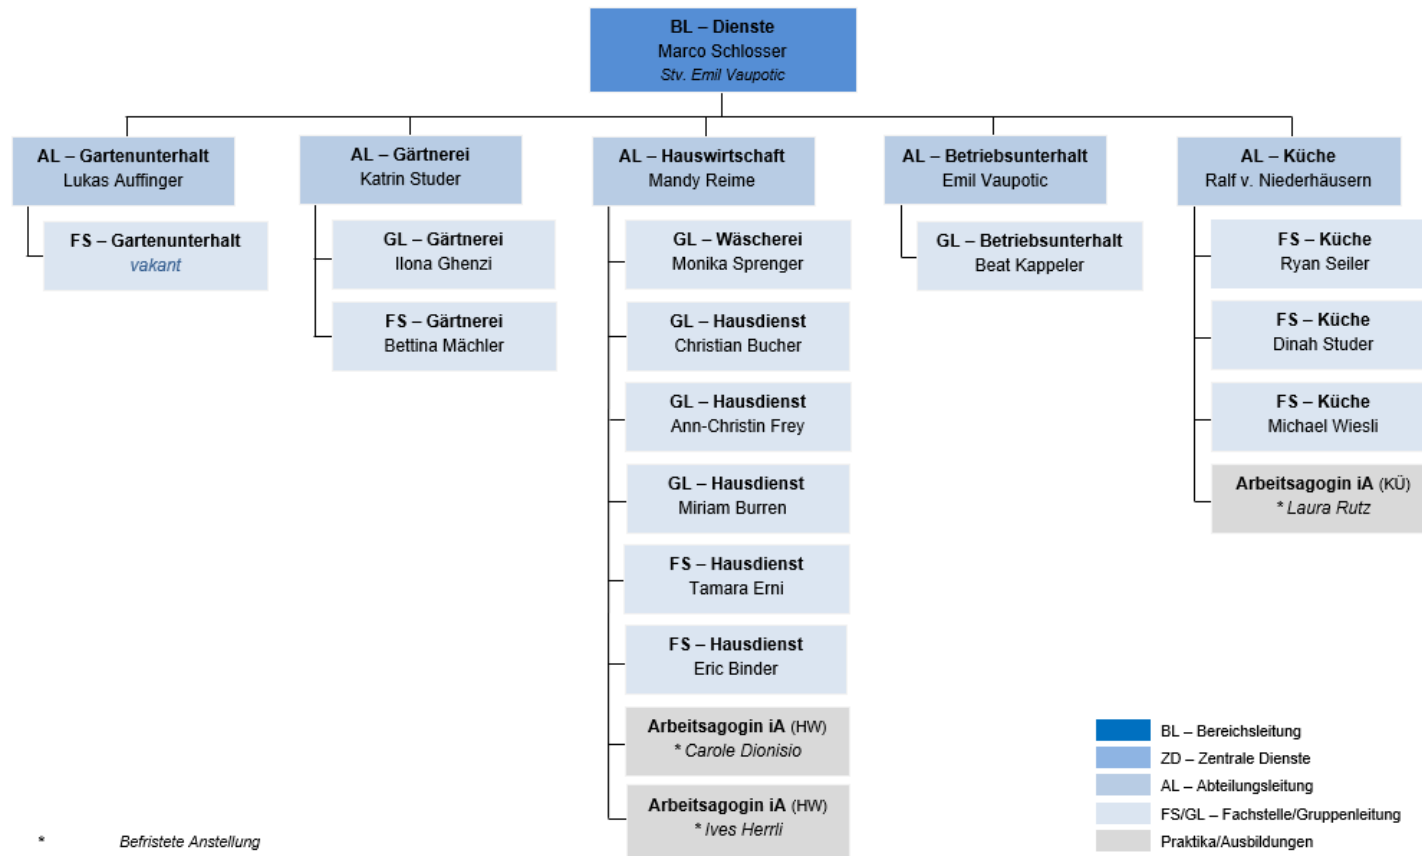 BL – Dienste
Marco Schlosser
Stv. Emil Vaupotic
AL – Gartenunterhalt
Lukas Auffinger
FS – Gartenunterhalt
vakant
AL – Gärtnerei
Katrin Studer
GL – Gärtnerei
Ilona Ghenzi
FS – Gärtnerei
Bettina Mächler
AL – Hauswirtschaft
Mandy Reime
GL – Wäscherei
Monika Sprenger
GL – Hausdienst
Christian Bucher
GL – Hausdienst
Ann-Christin Frey
GL – Hausdienst
Miriam Burren
FS – Hausdienst
Tamara Erni
FS – Hausdienst
Eric Binder
Arbeitsagogin iA (HW)
* Carole Dionisio
Arbeitsagogin iA (HW)
* Ives Herrli
AL – Betriebsunterhalt
Emil Vaupotic
GL – Betriebsunterhalt
Beat Kappeler
AL – Küche
Ralf v. Niederhäusern
FS – Küche
Ryan Seiler
FS – Küche
Dinah Studer
FS – Küche
Michael Wiesli
Arbeitsagogin iA (KÜ)
* Laura Rutz
BL – Bereichsleitung
ZD – Zentrale Dienste
AL – Abteilungsleitung
FS/GL – Fachstelle/Gruppenleitung
Praktika/Ausbildungen
* Befristete Anstellung